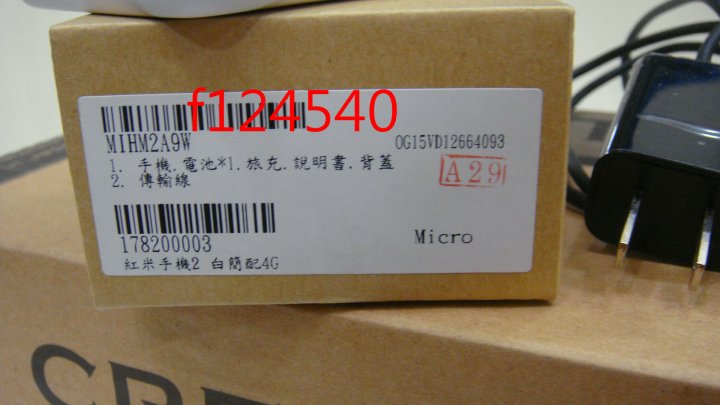 f124540
MIHM2A9W
OG15VD12664093
1. 手機.電池*1.旅充.說明書.背蓋
2. 傳輸線
A29
178200003
Micro
紅米手機2 白簡配4G